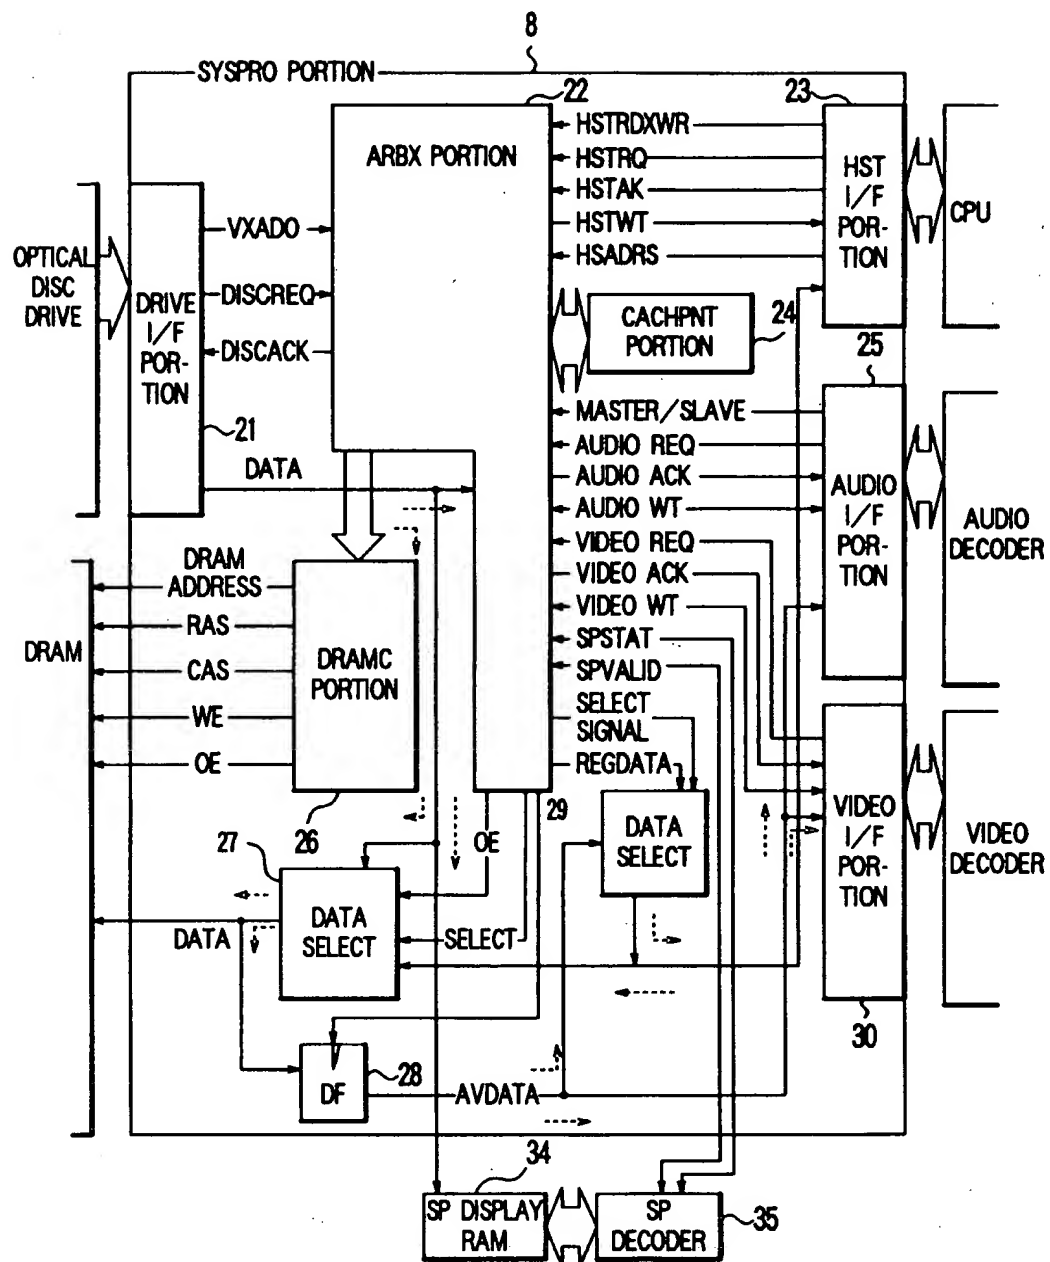 8
SYSPRO PORTION
22
23
ARBX PORTION
HSTRDXWR
HSTRQ
HSTAK
HSTWT
HSADRS
HST
I/F
POR-
TION
CPU
OPTICAL
DISC
DRIVE
DRIVE
I/F
POR-
TION
VXADO
DISCREQ
DISCACK
21
DATA
CACHPNT
PORTION
24
25
MASTER/SLAVE
AUDIO REQ
AUDIO ACK
AUDIO WT
VIDEO REQ
VIDEO ACK
VIDEO WT
SPSTAT
SPVALID
SELECT
SIGNAL
REGDATA
AUDIO
I/F
POR-
TION
AUDIO
DECODER
DRAM
DRAM
ADDRESS
RAS
CAS
WE
OE
DRAMC
PORTION
26
27
OE
29
DATA
SELECT
VIDEO
I/F
POR-
TION
VIDEO
DECODER
30
DATA
DATA
SELECT
SELECT
DF
28
AVDATA
34
SP DISPLAY
RAM
SP
DECODER
35